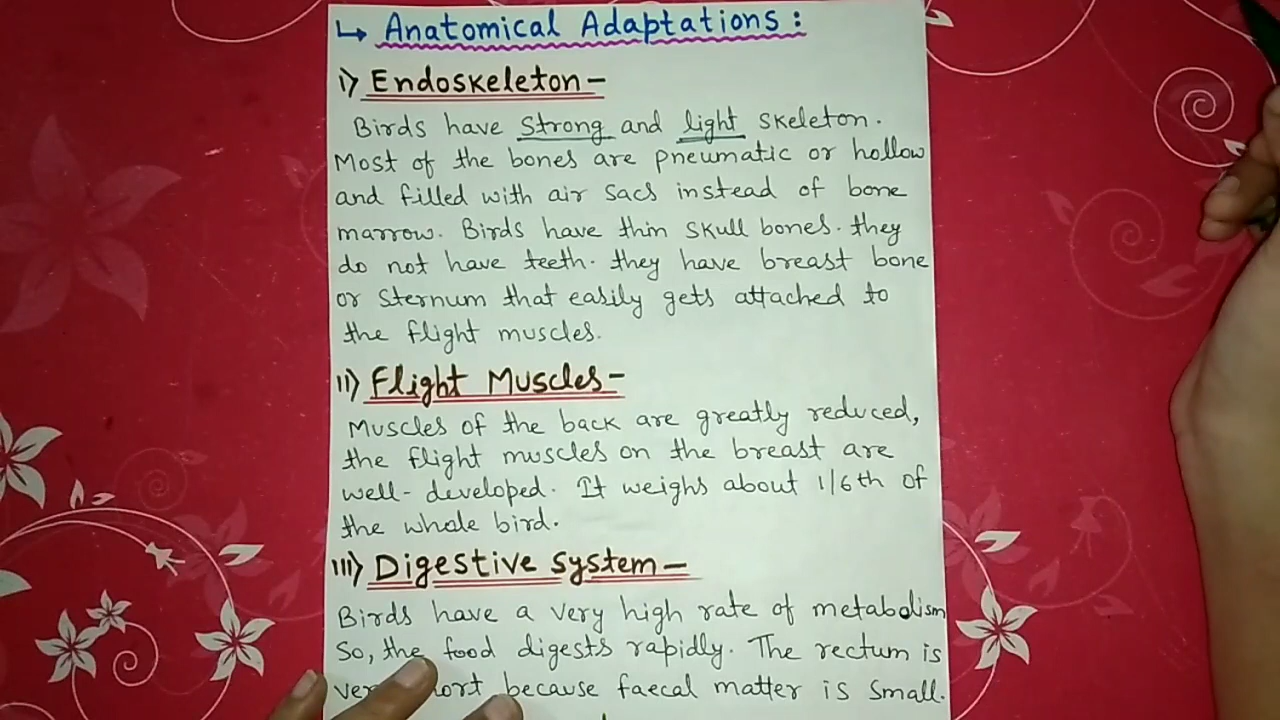 ↳ Anatomical Adaptations :
i) Endoskeleton -
Birds have strong and light skeleton.
Most of the bones are pneumatic or hollow
and filled with air sacs instead of bone
marrow. Birds have thin skull bones. they
do not have teeth. they have breast bone
or sternum that easily gets attached to
the flight muscles.
ii) Flight Muscles -
Muscles of the back are greatly reduced,
the flight muscles on the breast are
well-developed. It weighs about 1/6th of
the whole bird.
iii) Digestive system -
Birds have a very high rate of metabolism
So, the food digests rapidly. The rectum is
because faecal matter is small.